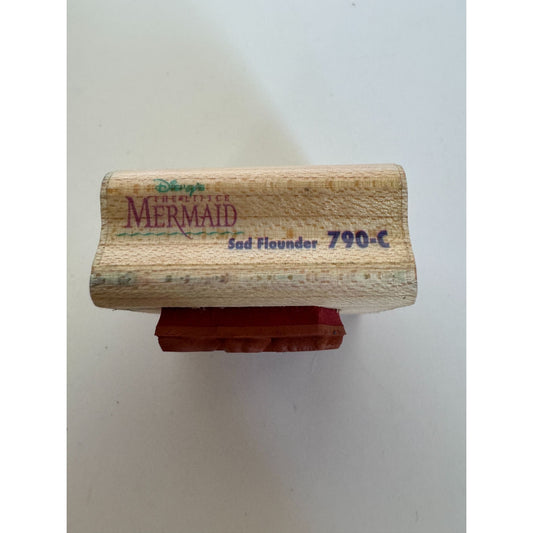 Disney's
THE LITTLE
MERMAID
Sad Flounder 790-C